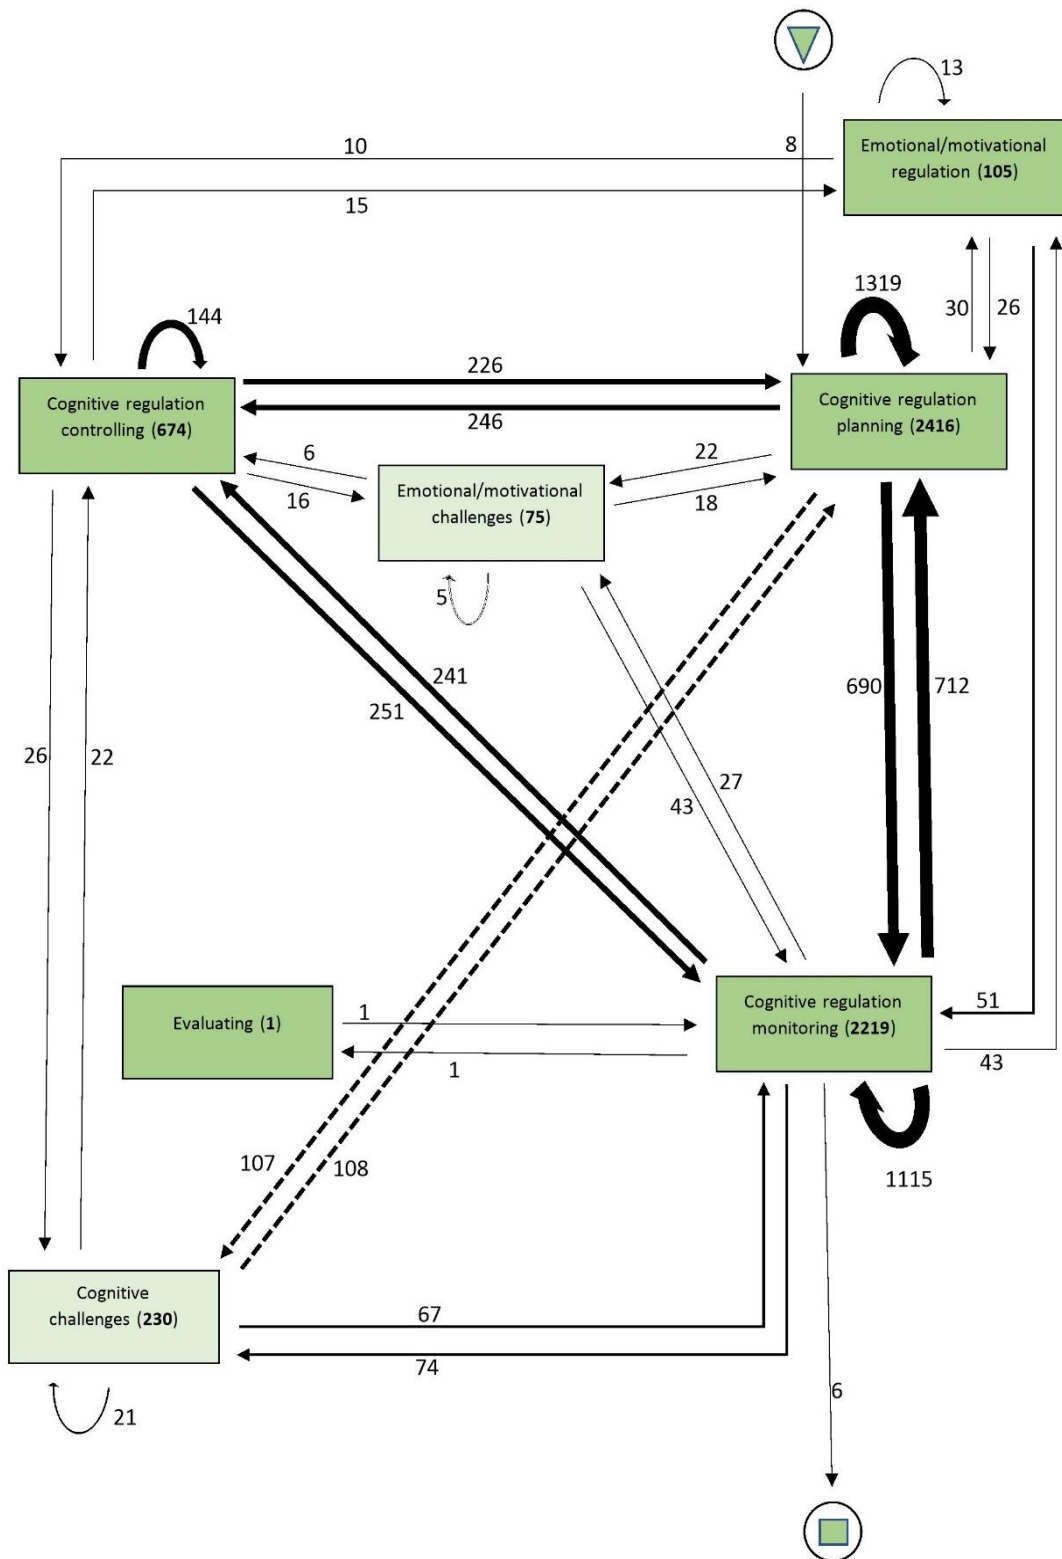 13
Emotional/motivational
regulation (105)
10
8
15
1319
30
26
144
226
Cognitive regulation
controlling (674)
Cognitive regulation
planning (2416)
246
6
22
Emotional/motivational
challenges (75)
16
18
5
241
251
690
712
26
22
27
43
Evaluating (1)
1
Cognitive regulation
monitoring (2219)
51
1
43
107
108
1115
Cognitive
challenges (230)
67
74
6
21